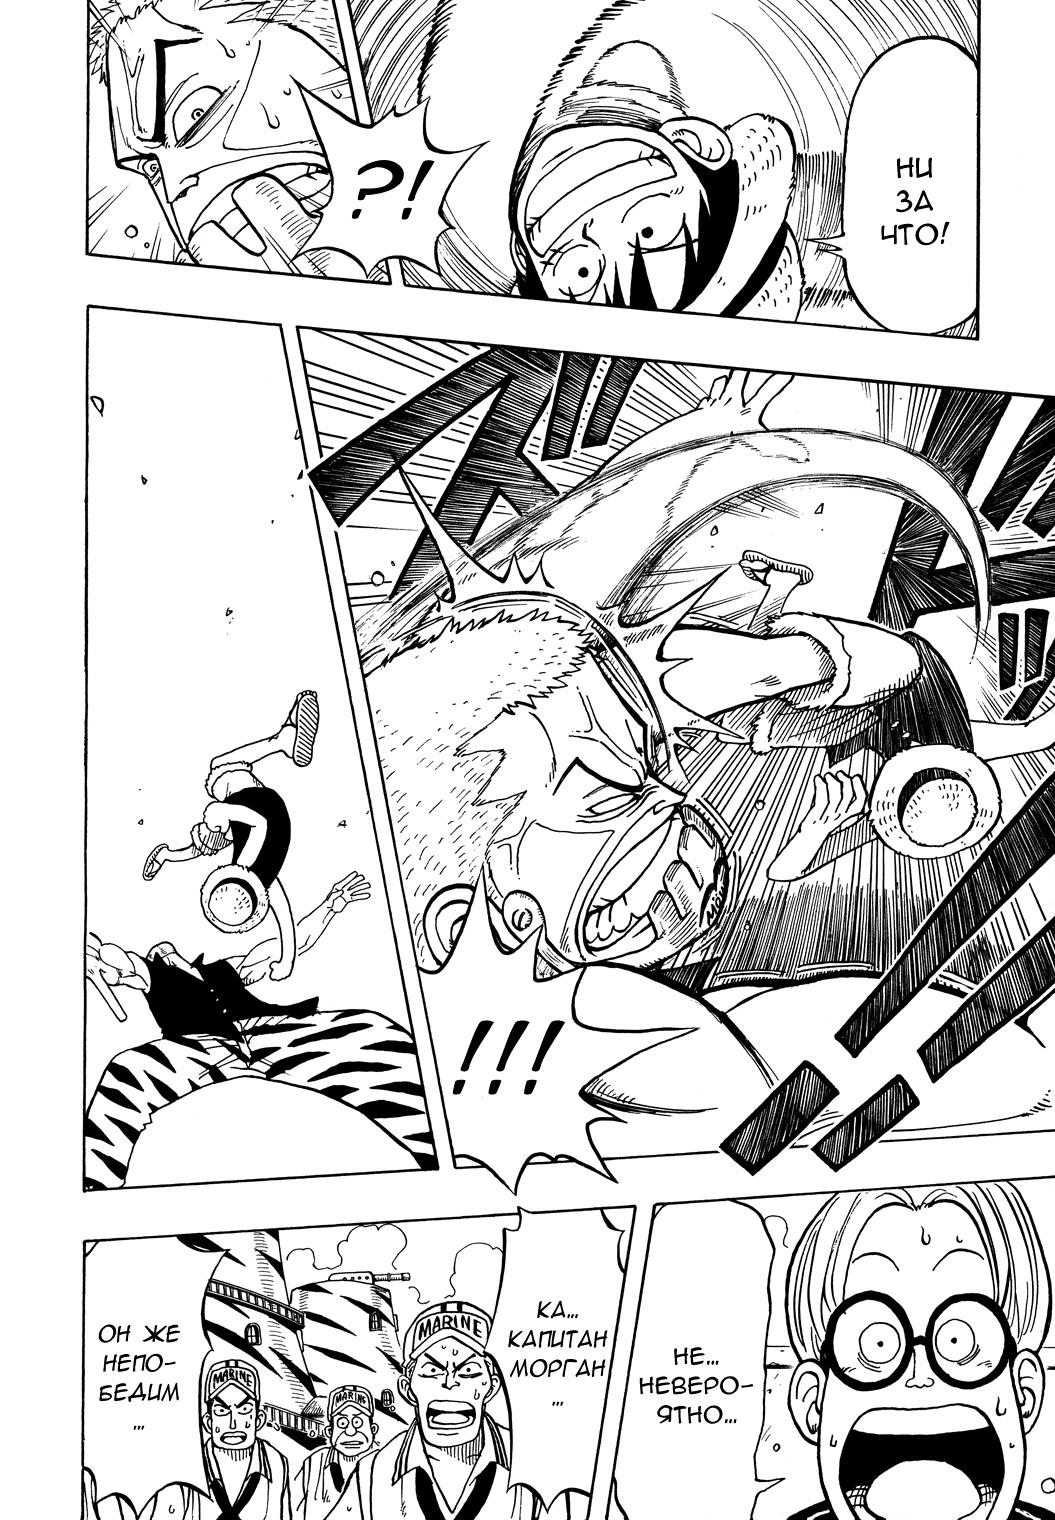 НИ
ЗА
ЧТО!
?!
!!!
НЕ...
НЕВЕРО-
ЯТНО...
КА...
КАПИТАН
МОРГАН
...
MARINE
MARINE
MARINE
ОН ЖЕ
НЕПО-
БЕДИМ
...